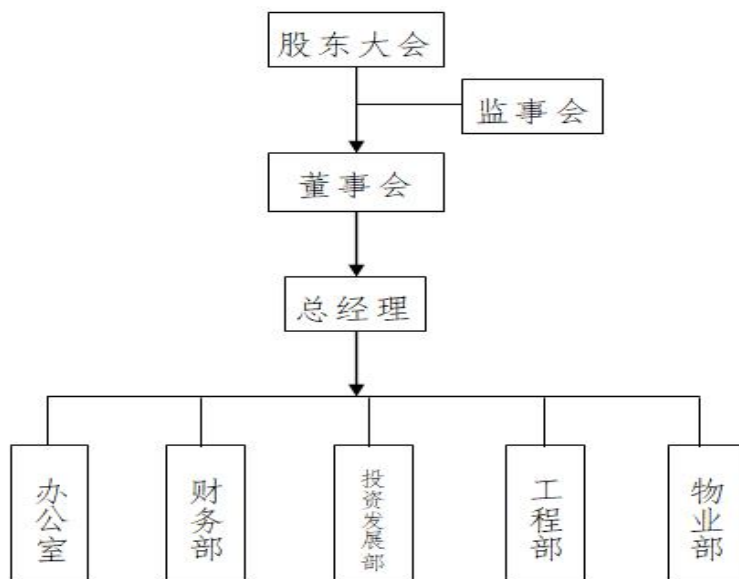 股东大会
监事会
董事会
总经理
办公室
财务部
投资发展部
工程部
物业部